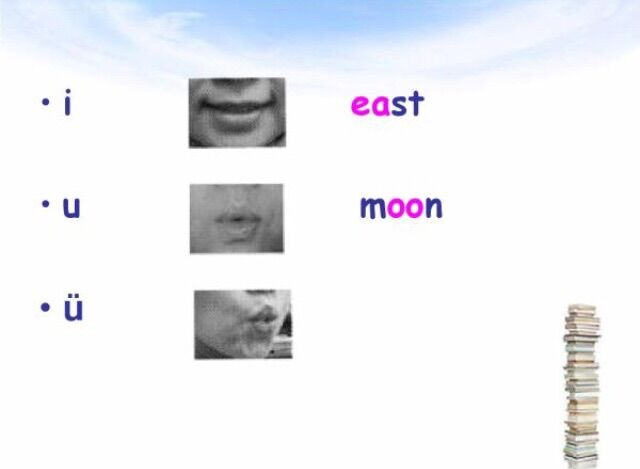 • i east
• u moon
• ü